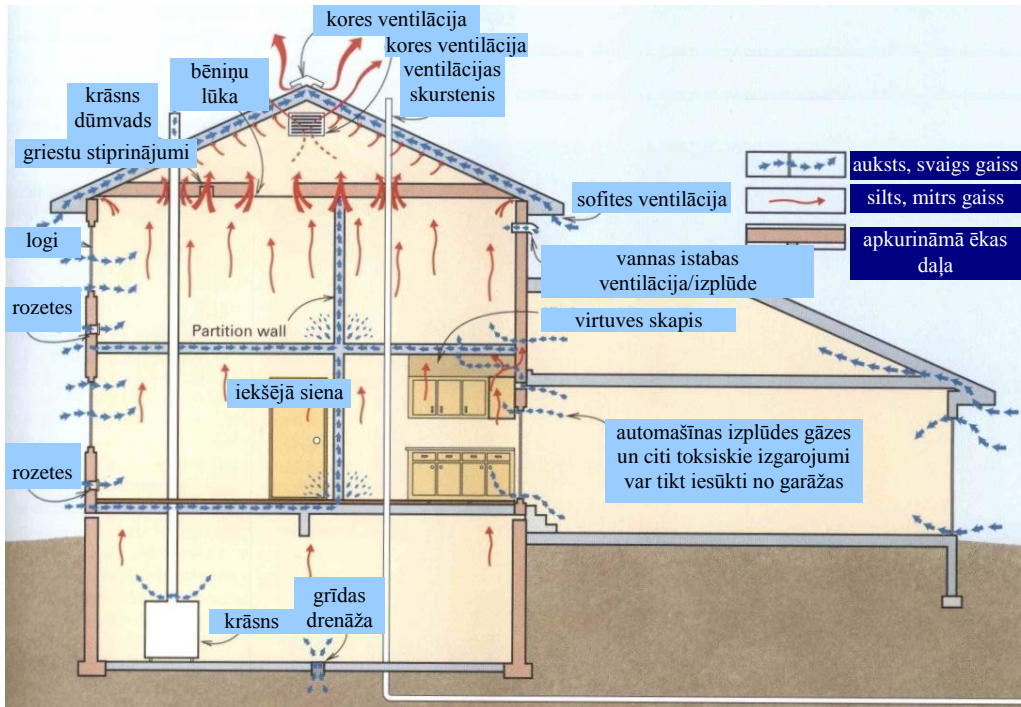 kores ventilācija
kores ventilācija
ventilācijas
skurstenis
bēniņu
lūka
krāsns
dūmvads
griestu stiprinājumi
auksts, svaigs gaiss
silts, mitrs gaiss
apkurināmā ēkas
daļa
sofītes ventilācija
logi
vannas istabas
ventilācija/izplūde
rozetes
Partition wall
virtuves skapis
iekšējā siena
automašīnas izplūdes gāzes
un citi toksiskie izgarojumi
var tikt iesūkti no garāžas
rozetes
krāsns
grīdas
drenāža